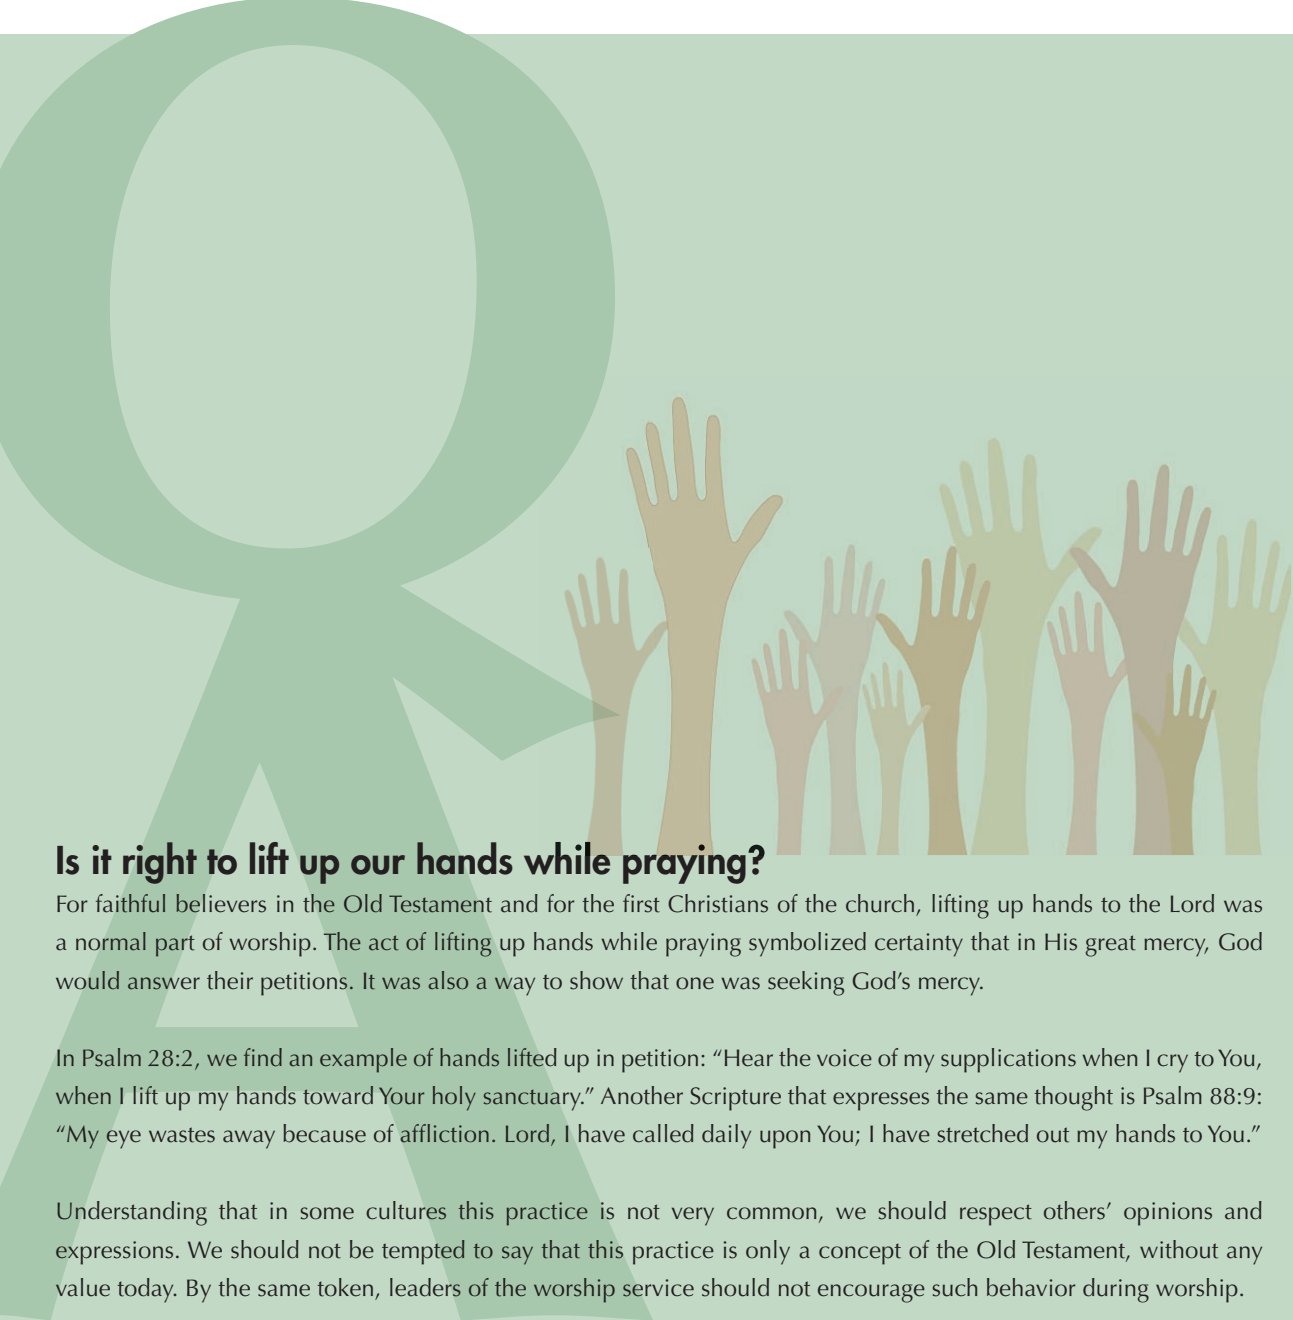 Q
A
Is it right to lift up our hands while praying?
For faithful believers in the Old Testament and for the first Christians of the church, lifting up hands to the Lord was
a normal part of worship. The act of lifting up hands while praying symbolized certainty that in His great mercy, God
would answer their petitions. It was also a way to show that one was seeking God’s mercy.
In Psalm 28:2, we find an example of hands lifted up in petition: “Hear the voice of my supplications when I cry to You,
when I lift up my hands toward Your holy sanctuary.” Another Scripture that expresses the same thought is Psalm 88:9:
“My eye wastes away because of affliction. Lord, I have called daily upon You; I have stretched out my hands to You.”
Understanding that in some cultures this practice is not very common, we should respect others’ opinions and
expressions. We should not be tempted to say that this practice is only a concept of the Old Testament, without any
value today. By the same token, leaders of the worship service should not encourage such behavior during worship.